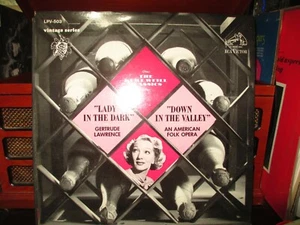 LPV-503
vintage series
RCA VICTOR
THE
KURT WEILL
CLASSICS
"LADY
IN THE DARK"
GERTRUDE
LAWRENCE
"DOWN
IN THE VALLEY"
AN AMERICAN
FOLK OPERA